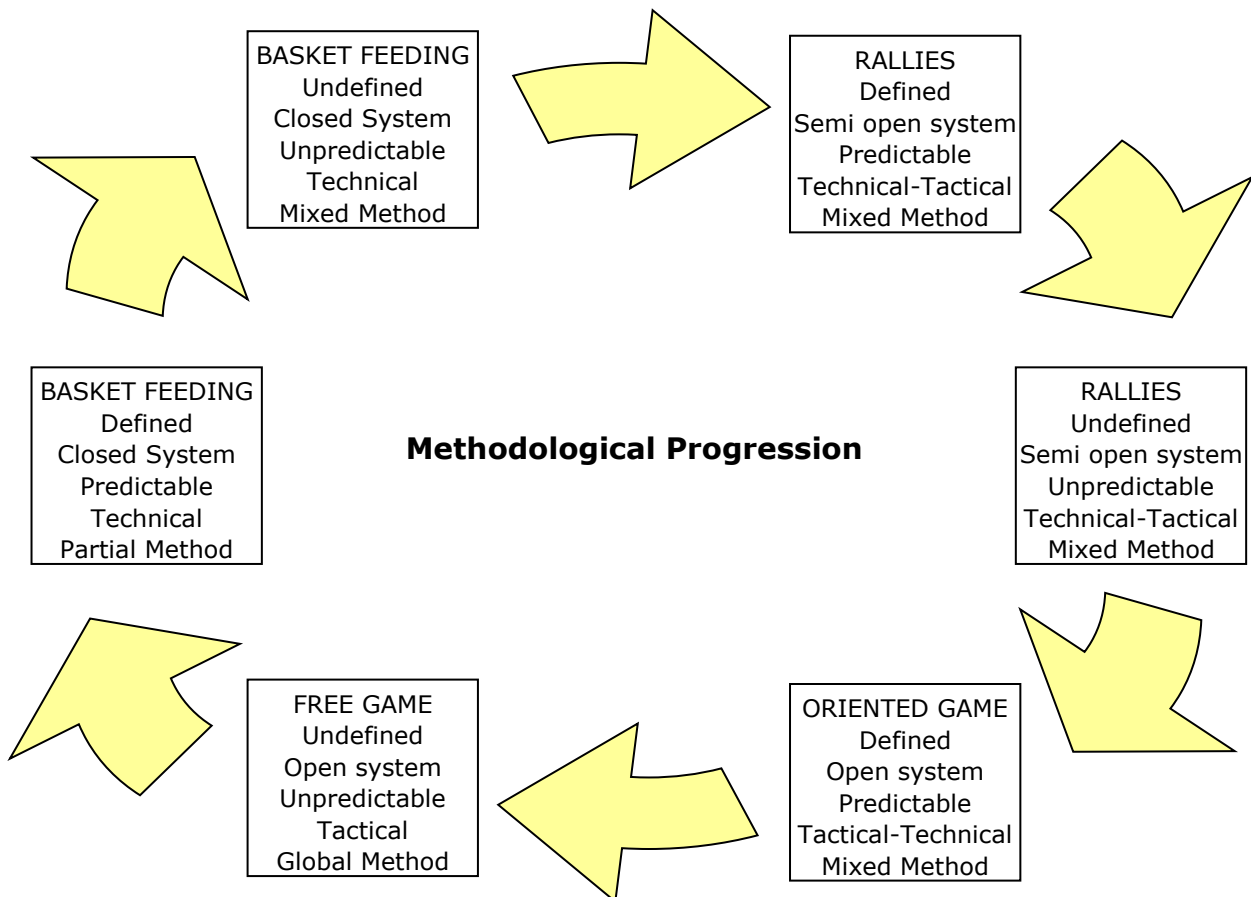 BASKET FEEDING
Undefined
Closed System
Unpredictable
Technical
Mixed Method
RALLIES
Defined
Semi open system
Predictable
Technical-Tactical
Mixed Method
BASKET FEEDING
Defined
Closed System
Predictable
Technical
Partial Method
Methodological Progression
RALLIES
Undefined
Semi open system
Unpredictable
Technical-Tactical
Mixed Method
FREE GAME
Undefined
Open system
Unpredictable
Tactical
Global Method
ORIENTED GAME
Defined
Open system
Predictable
Tactical-Technical
Mixed Method